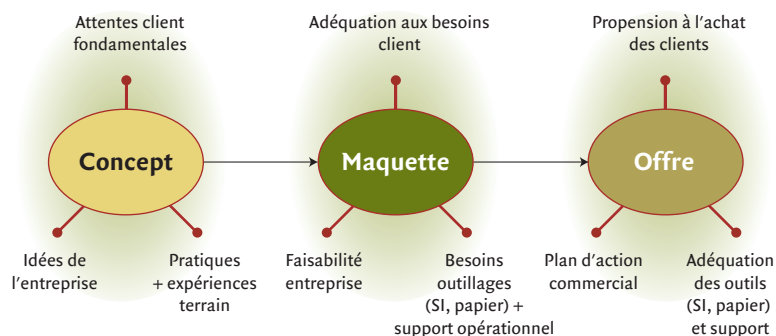 Attentes client
fondamentales
Adéquation aux besoins
client
Propension à l'achat
des clients
Concept
Maquette
Offre
Idées de
l'entreprise
Pratiques
+ expériences
terrain
Faisabilité
entreprise
Besoins
outillages
(SI, papier) +
support opérationnel
Plan d'action
commercial
Adéquation
des outils
(SI, papier)
et support